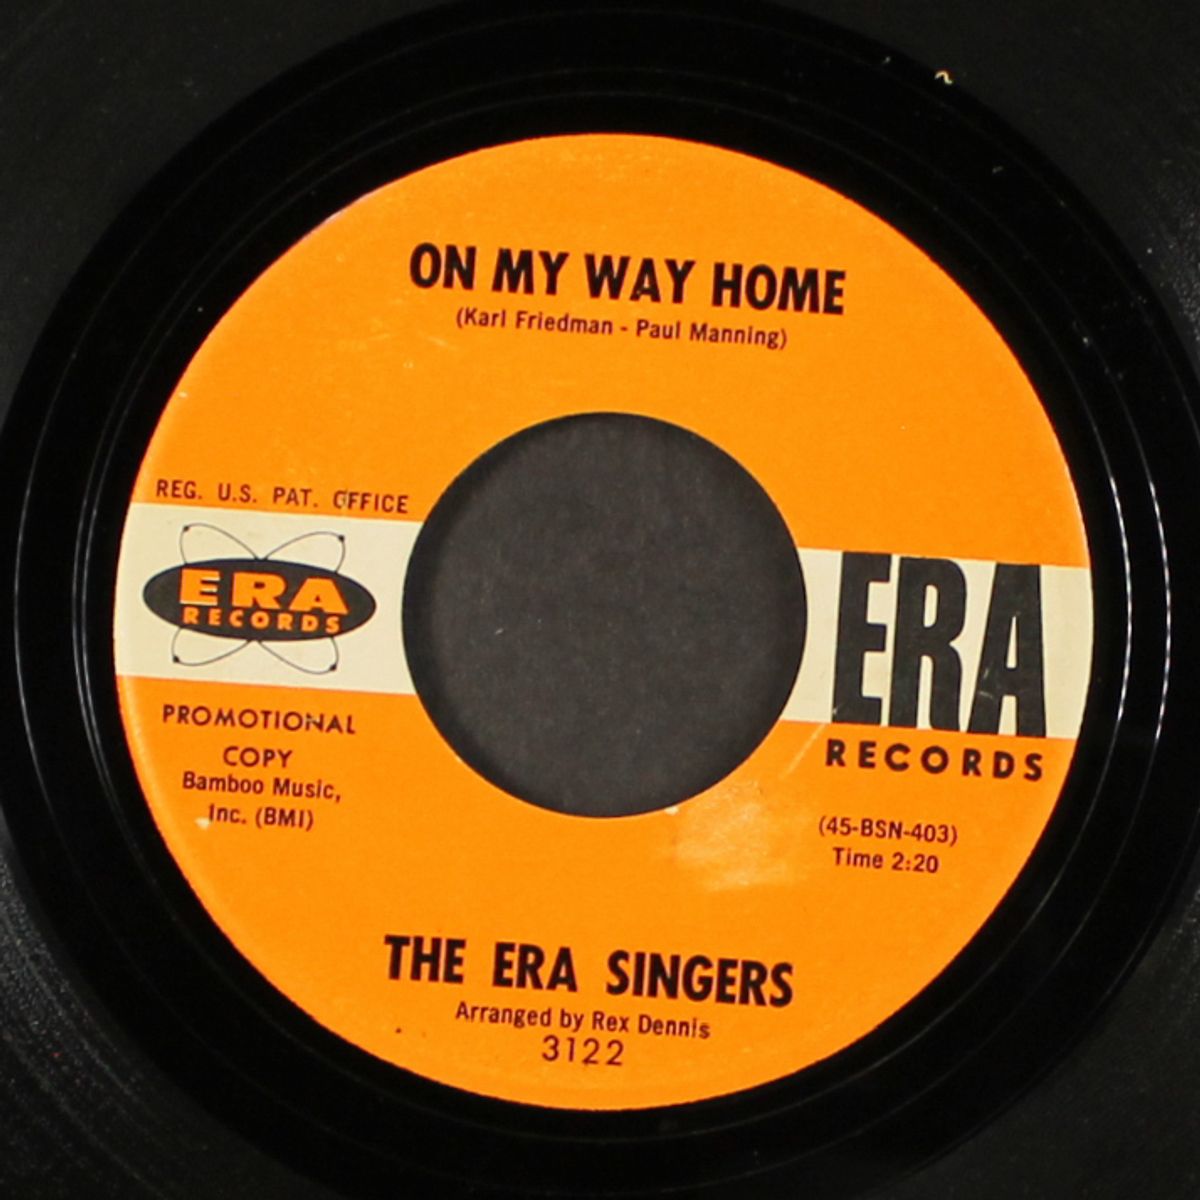 ON MY WAY HOME
(Karl Friedman - Paul Manning)
REG. U.S. PAT. OFFICE
ERA
RECORDS
PROMOTIONAL
COPY
Bamboo Music,
Inc. (BMI)
ERA
RECORDS
(45-BSN-403)
Time 2:20
THE ERA SINGERS
Arranged by Rex Dennis
3122